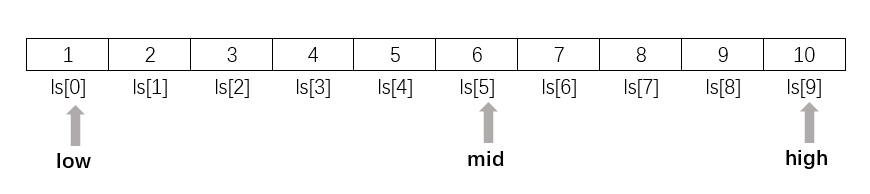 1 2 3 4 5 6 7 8 9 10
ls[0] ls[1] ls[2] ls[3] ls[4] ls[5] ls[6] ls[7] ls[8] ls[9]
low mid high